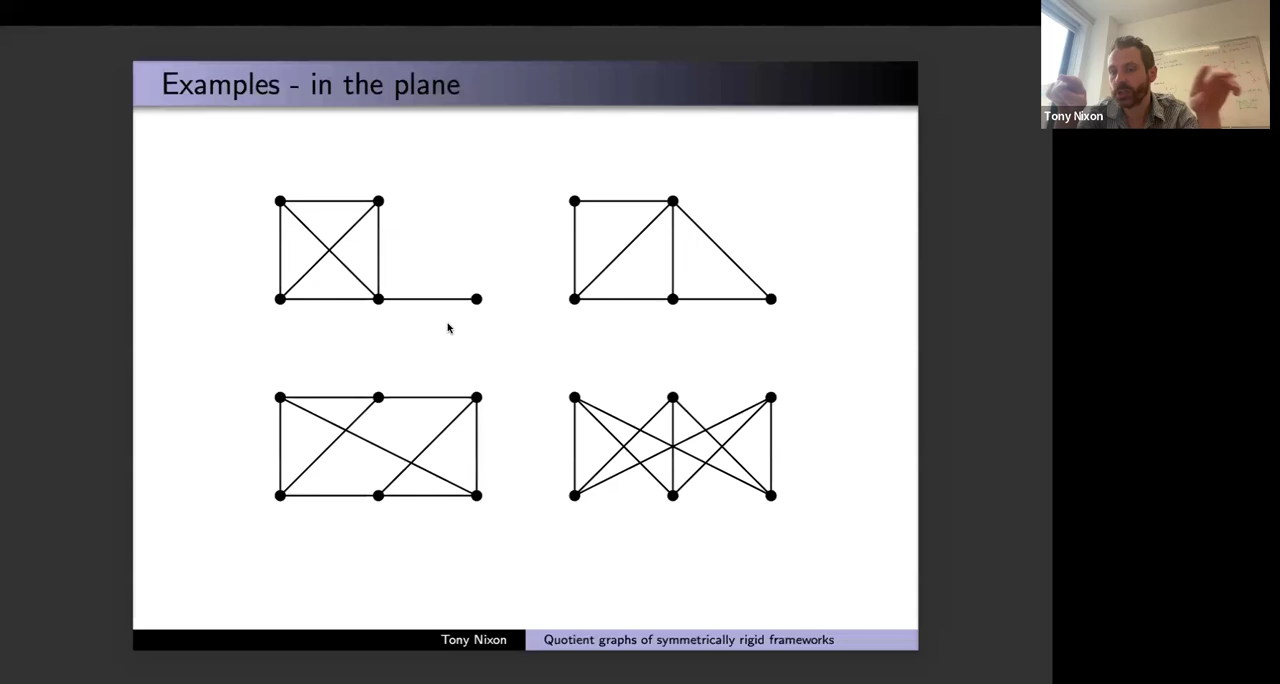 Examples - in the plane
Tony Nixon
Tony Nixon
Quotient graphs of symmetrically rigid frameworks